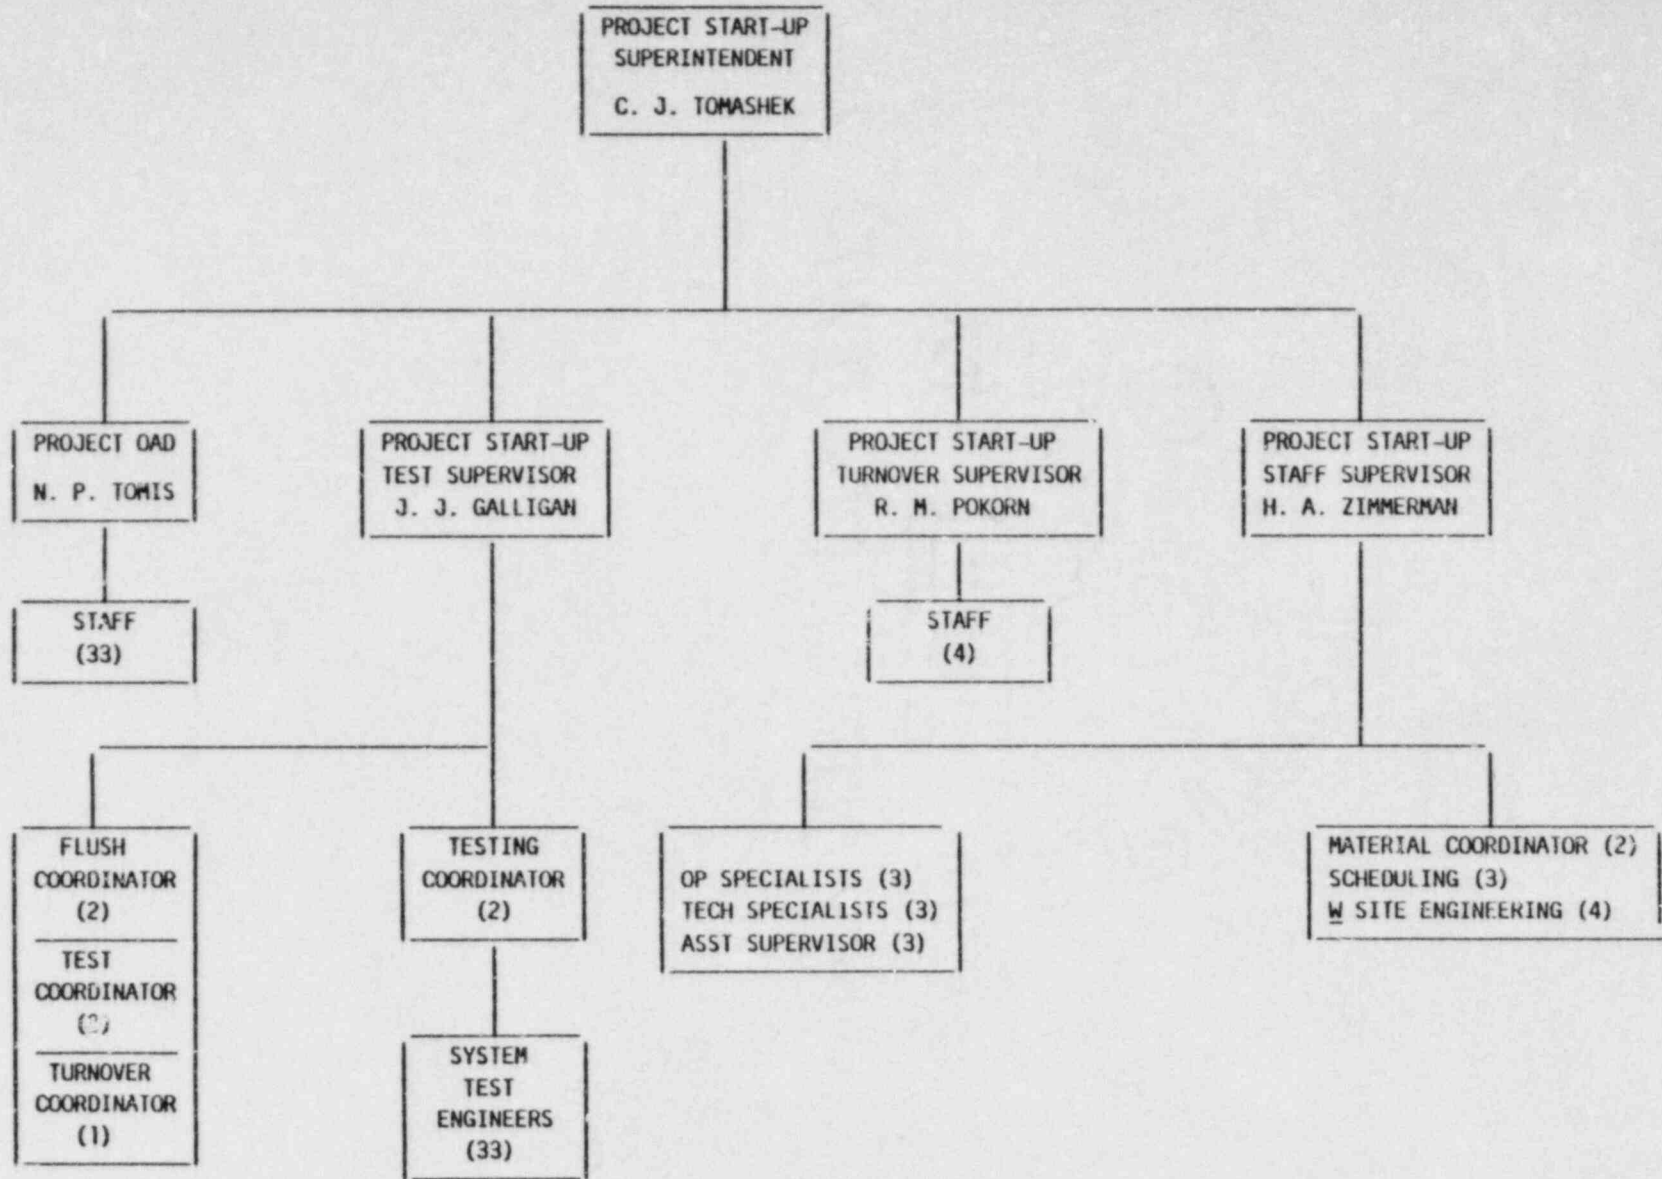 PROJECT START-UP
SUPERINTENDENT
C. J. TOMASHEK
PROJECT OAD
N. P. TOMIS
STAFF
(33)
PROJECT START-UP
TEST SUPERVISOR
J. J. GALLIGAN
PROJECT START-UP
TURNOVER SUPERVISOR
R. M. POKORN
STAFF
(4)
PROJECT START-UP
STAFF SUPERVISOR
H. A. ZIMMERMAN
FLUSH
COORDINATOR
(2)
TEST
COORDINATOR
TURNOVER
COORDINATOR
(1)
TESTING
COORDINATOR
(2)
SYSTEM
TEST
ENGINEERS
(33)
OP SPECIALISTS (3)
TECH SPECIALISTS (3)
ASST SUPERVISOR (3)
MATERIAL COORDINATOR (2)
SCHEDULING (3)
W SITE ENGINEERING (4)